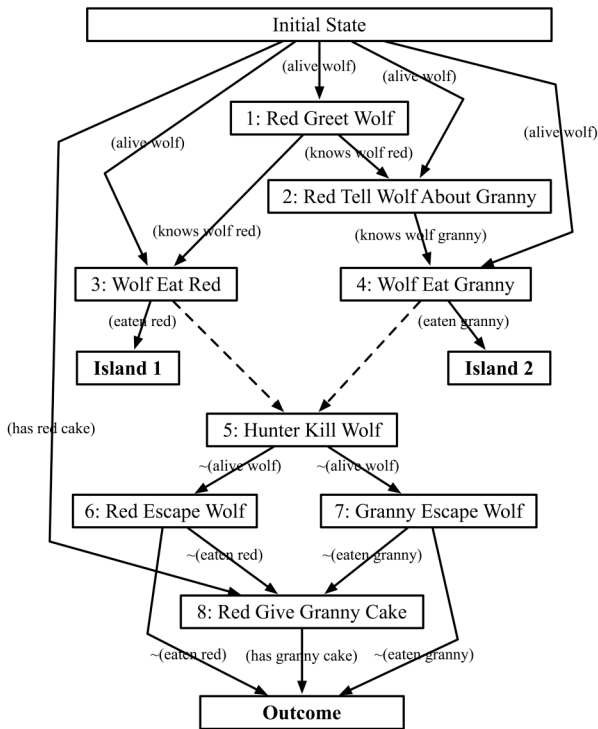 Initial State
(alive wolf)
(alive wolf)
1: Red Greet Wolf
(alive wolf)
(alive wolf)
(knows wolf red)
2: Red Tell Wolf About Granny
(knows wolf red)
(knows wolf granny)
3: Wolf Eat Red
4: Wolf Eat Granny
(eaten red)
(eaten granny)
Island 1
Island 2
(has red cake)
5: Hunter Kill Wolf
~(alive wolf)
~(alive wolf)
6: Red Escape Wolf
7: Granny Escape Wolf
~(eaten red)
~(eaten granny)
8: Red Give Granny Cake
~(eaten red)
(has granny cake)
~(eaten granny)
Outcome